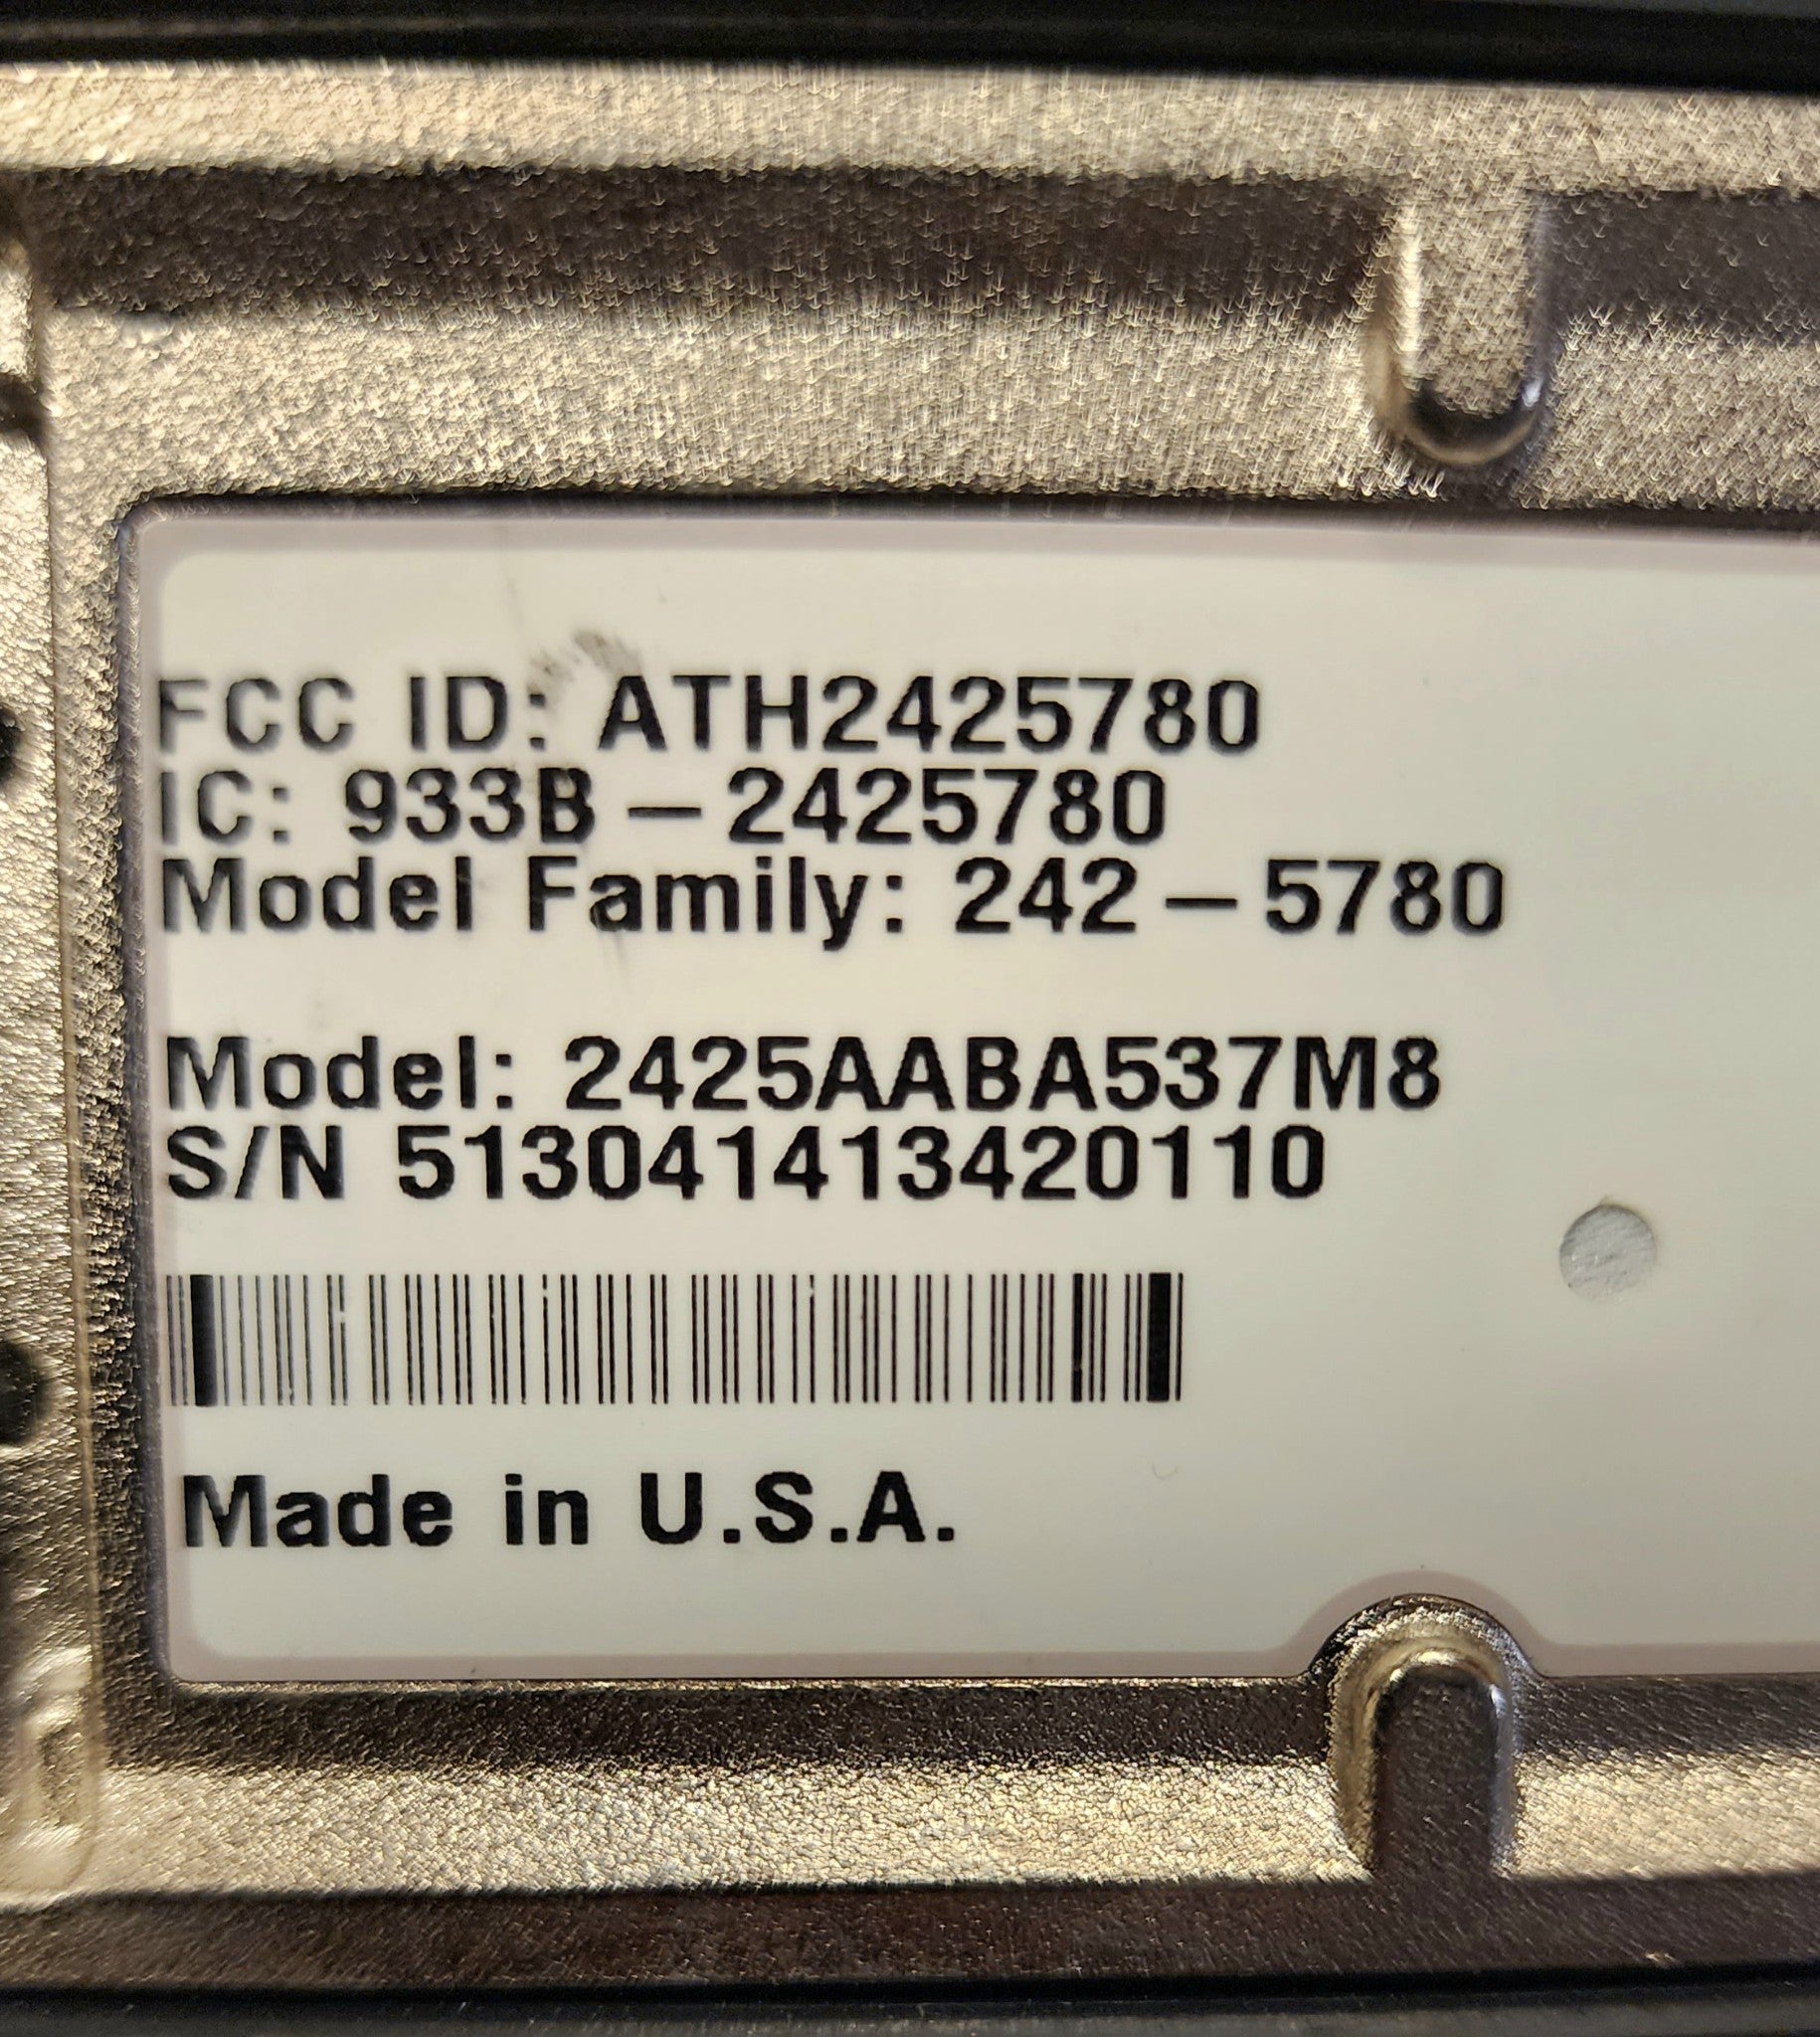 FCC ID: ATH2425780
IC: 933B-2425780
Model Family: 242-5780
Model: 2425AABA537M8
S/N 513041413420110
Made in U.S.A.